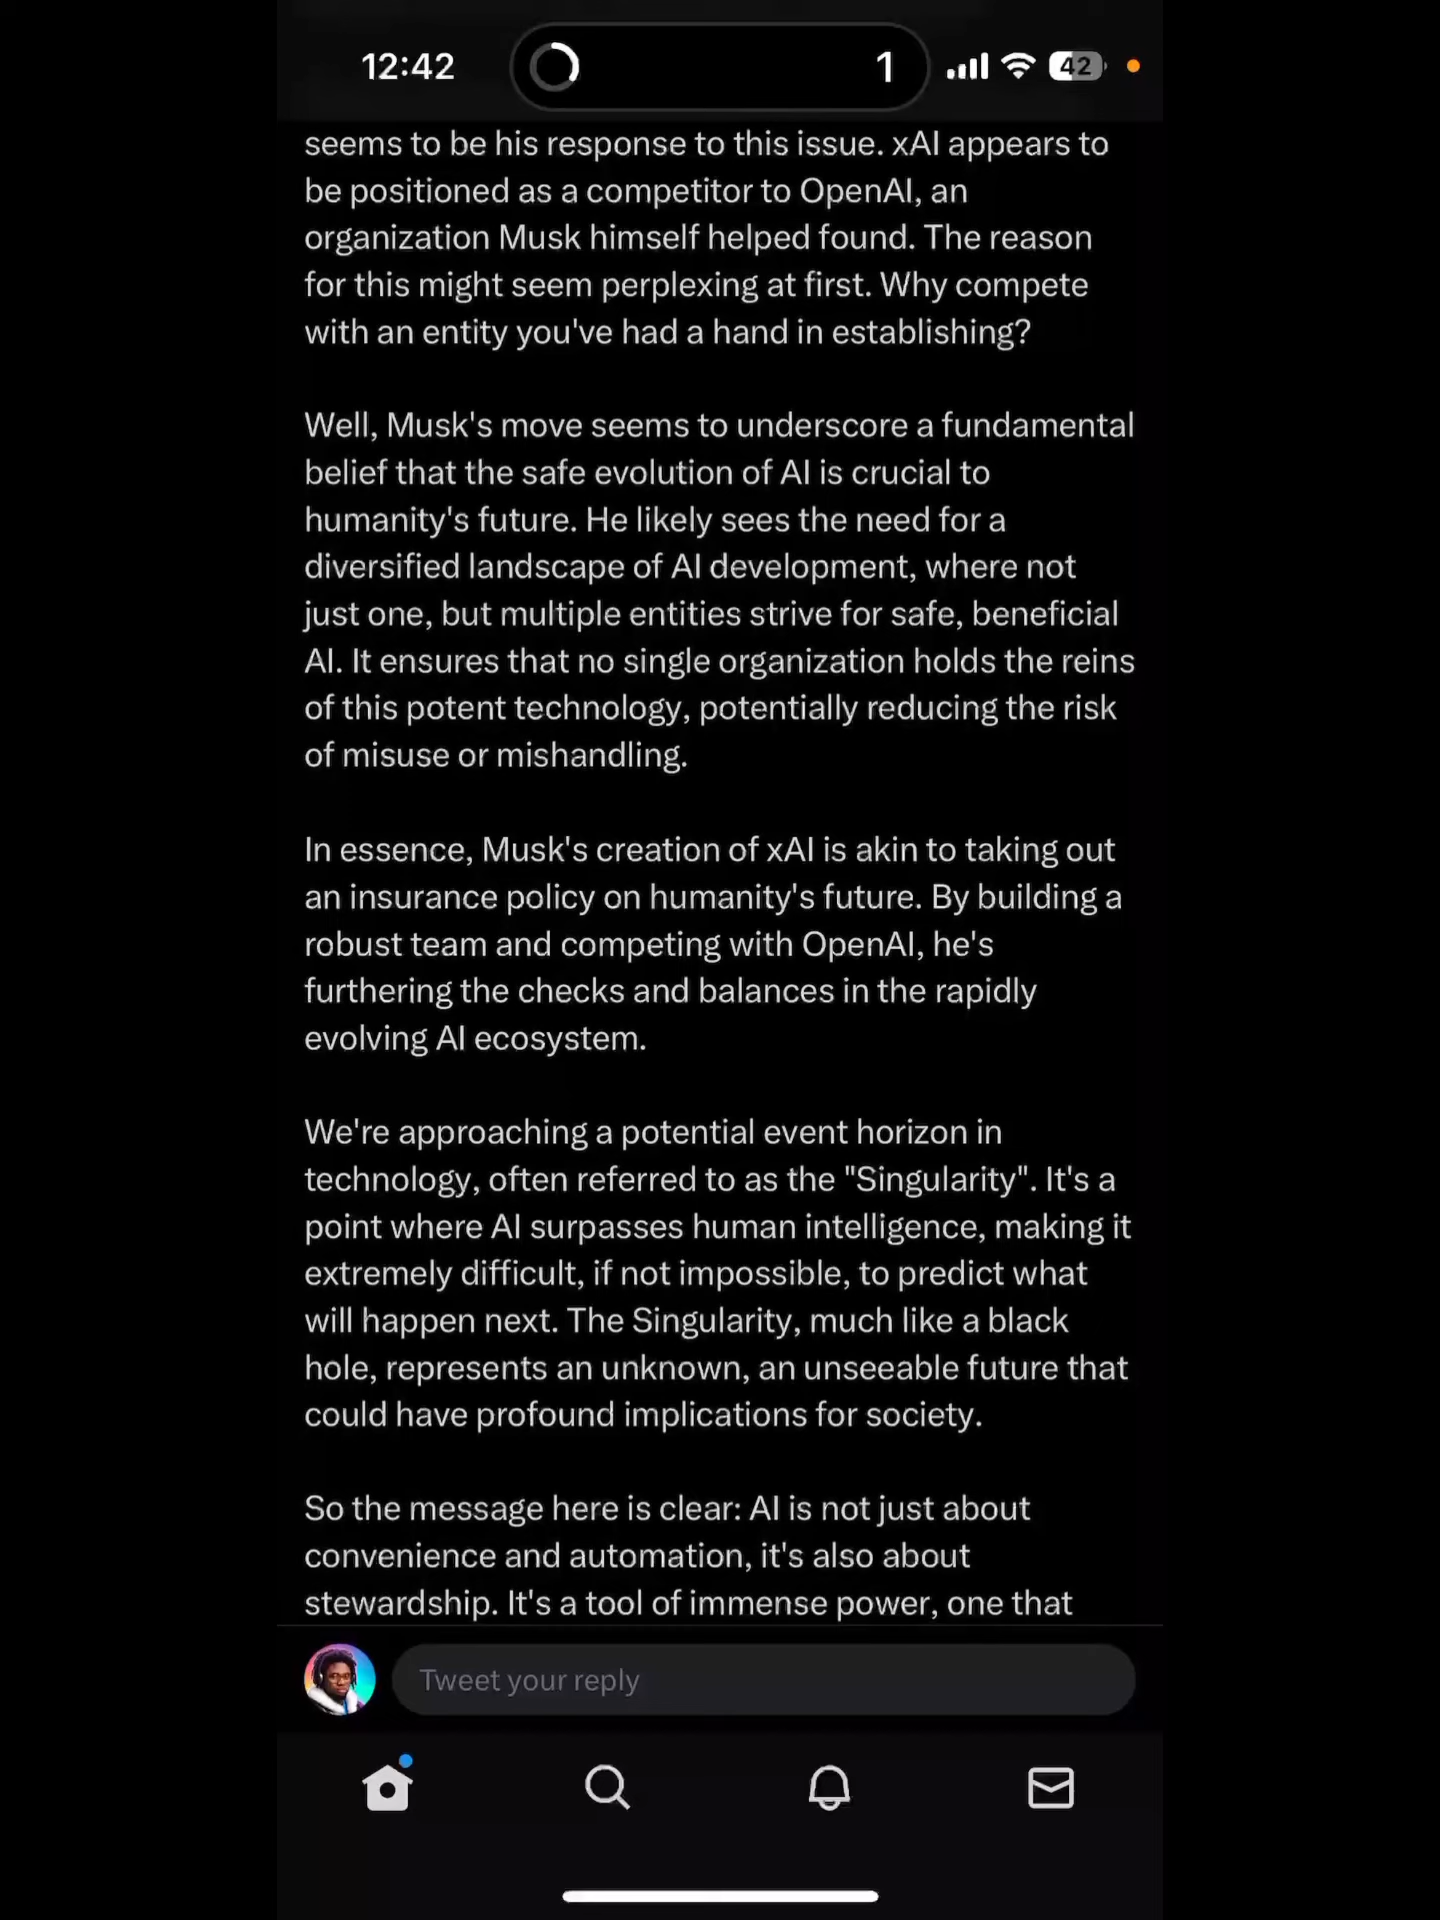 12:42
1
42
seems to be his response to this issue. xAI appears to
be positioned as a competitor to OpenAI, an
organization Musk himself helped found. The reason
for this might seem perplexing at first. Why compete
with an entity you've had a hand in establishing?
Well, Musk's move seems to underscore a fundamental
belief that the safe evolution of AI is crucial to
humanity's future. He likely sees the need for a
diversified landscape of AI development, where not
just one, but multiple entities strive for safe, beneficial
AI. It ensures that no single organization holds the reins
of this potent technology, potentially reducing the risk
of misuse or mishandling.
In essence, Musk's creation of xAI is akin to taking out
an insurance policy on humanity's future. By building a
robust team and competing with OpenAI, he's
furthering the checks and balances in the rapidly
evolving AI ecosystem.
We're approaching a potential event horizon in
technology, often referred to as the "Singularity". It's a
point where AI surpasses human intelligence, making it
extremely difficult, if not impossible, to predict what
will happen next. The Singularity, much like a black
hole, represents an unknown, an unseeable future that
could have profound implications for society.
So the message here is clear: AI is not just about
convenience and automation, it's also about
stewardship. It's a tool of immense power, one that
Tweet your reply